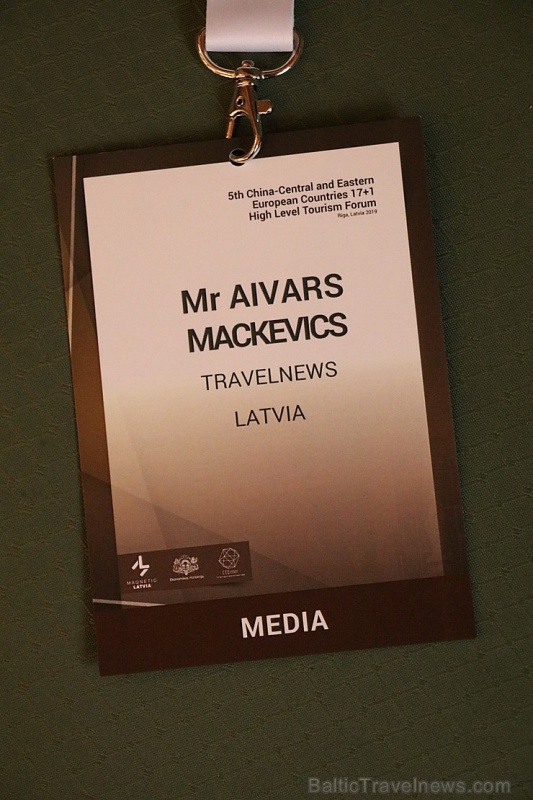 5th China-Central and Eastern
European Countries 17+1
High Level Tourism Forum
Riga, Latvia 2019
Mr AIVARS
MACKEVICS
TRAVELNEWS
LATVIA
MAGNETIC
LATVIA
MEDIA
BalticTravelnews.com